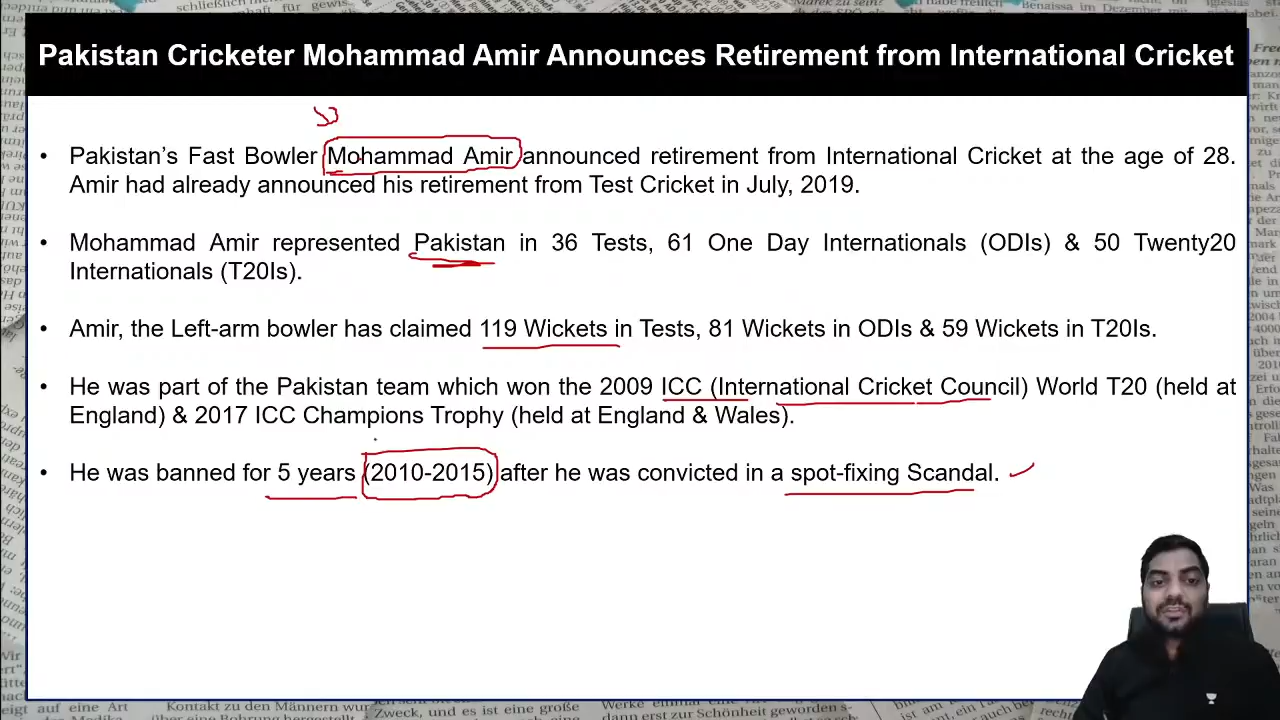 Pakistan Cricketer Mohammad Amir Announces Retirement from International Cricket
• Pakistan's Fast Bowler Mohammad Amir announced retirement from International Cricket at the age of 28.
Amir had already announced his retirement from Test Cricket in July, 2019.
• Mohammad Amir represented Pakistan in 36 Tests, 61 One Day Internationals (ODIs) & 50 Twenty20
Internationals (T20Is).
• Amir, the Left-arm bowler has claimed 119 Wickets in Tests, 81 Wickets in ODIs & 59 Wickets in T20Is.
• He was part of the Pakistan team which won the 2009 ICC (International Cricket Council) World T20 (held at
England) & 2017 ICC Champions Trophy (held at England & Wales).
• He was banned for 5 years (2010-2015) after he was convicted in a spot-fixing Scandal.